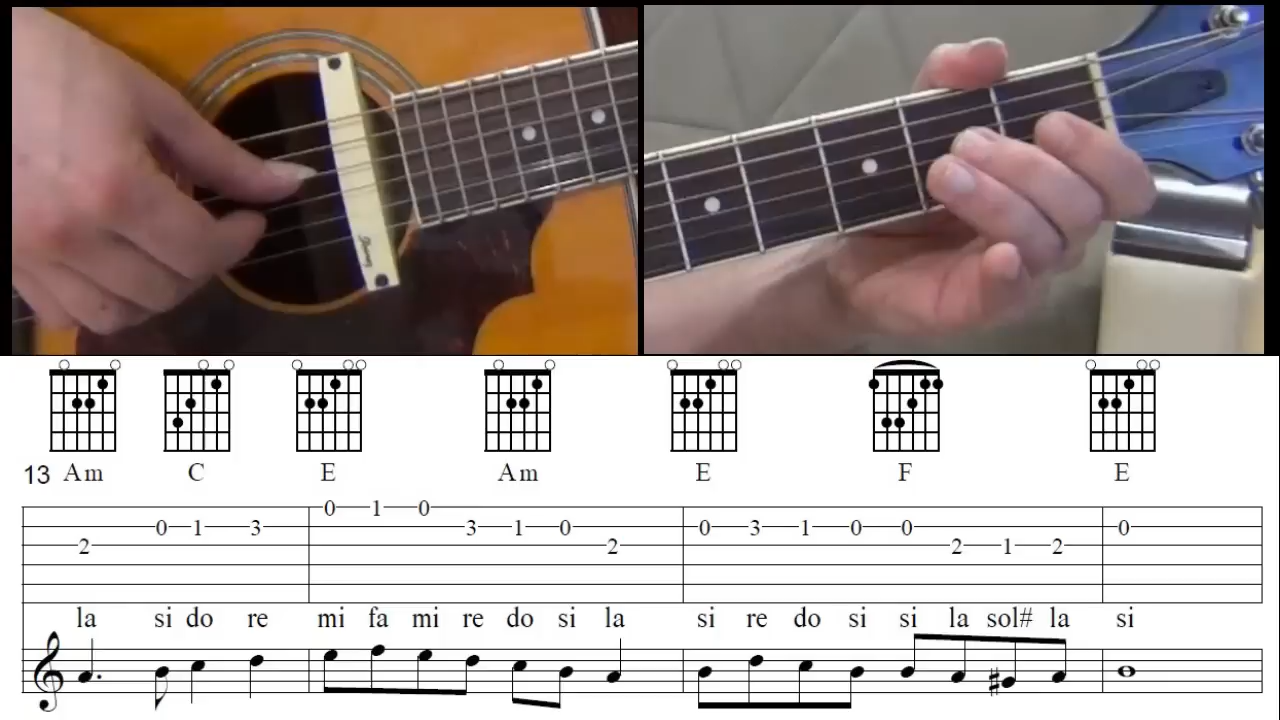 13 Am C E Am E F E
0 1 0
0 1 3 3 1 0 0 3 1 0 0 0
2 2 2 1 2
la si do re mi fa mi re do si la si re do si si la sol# la si